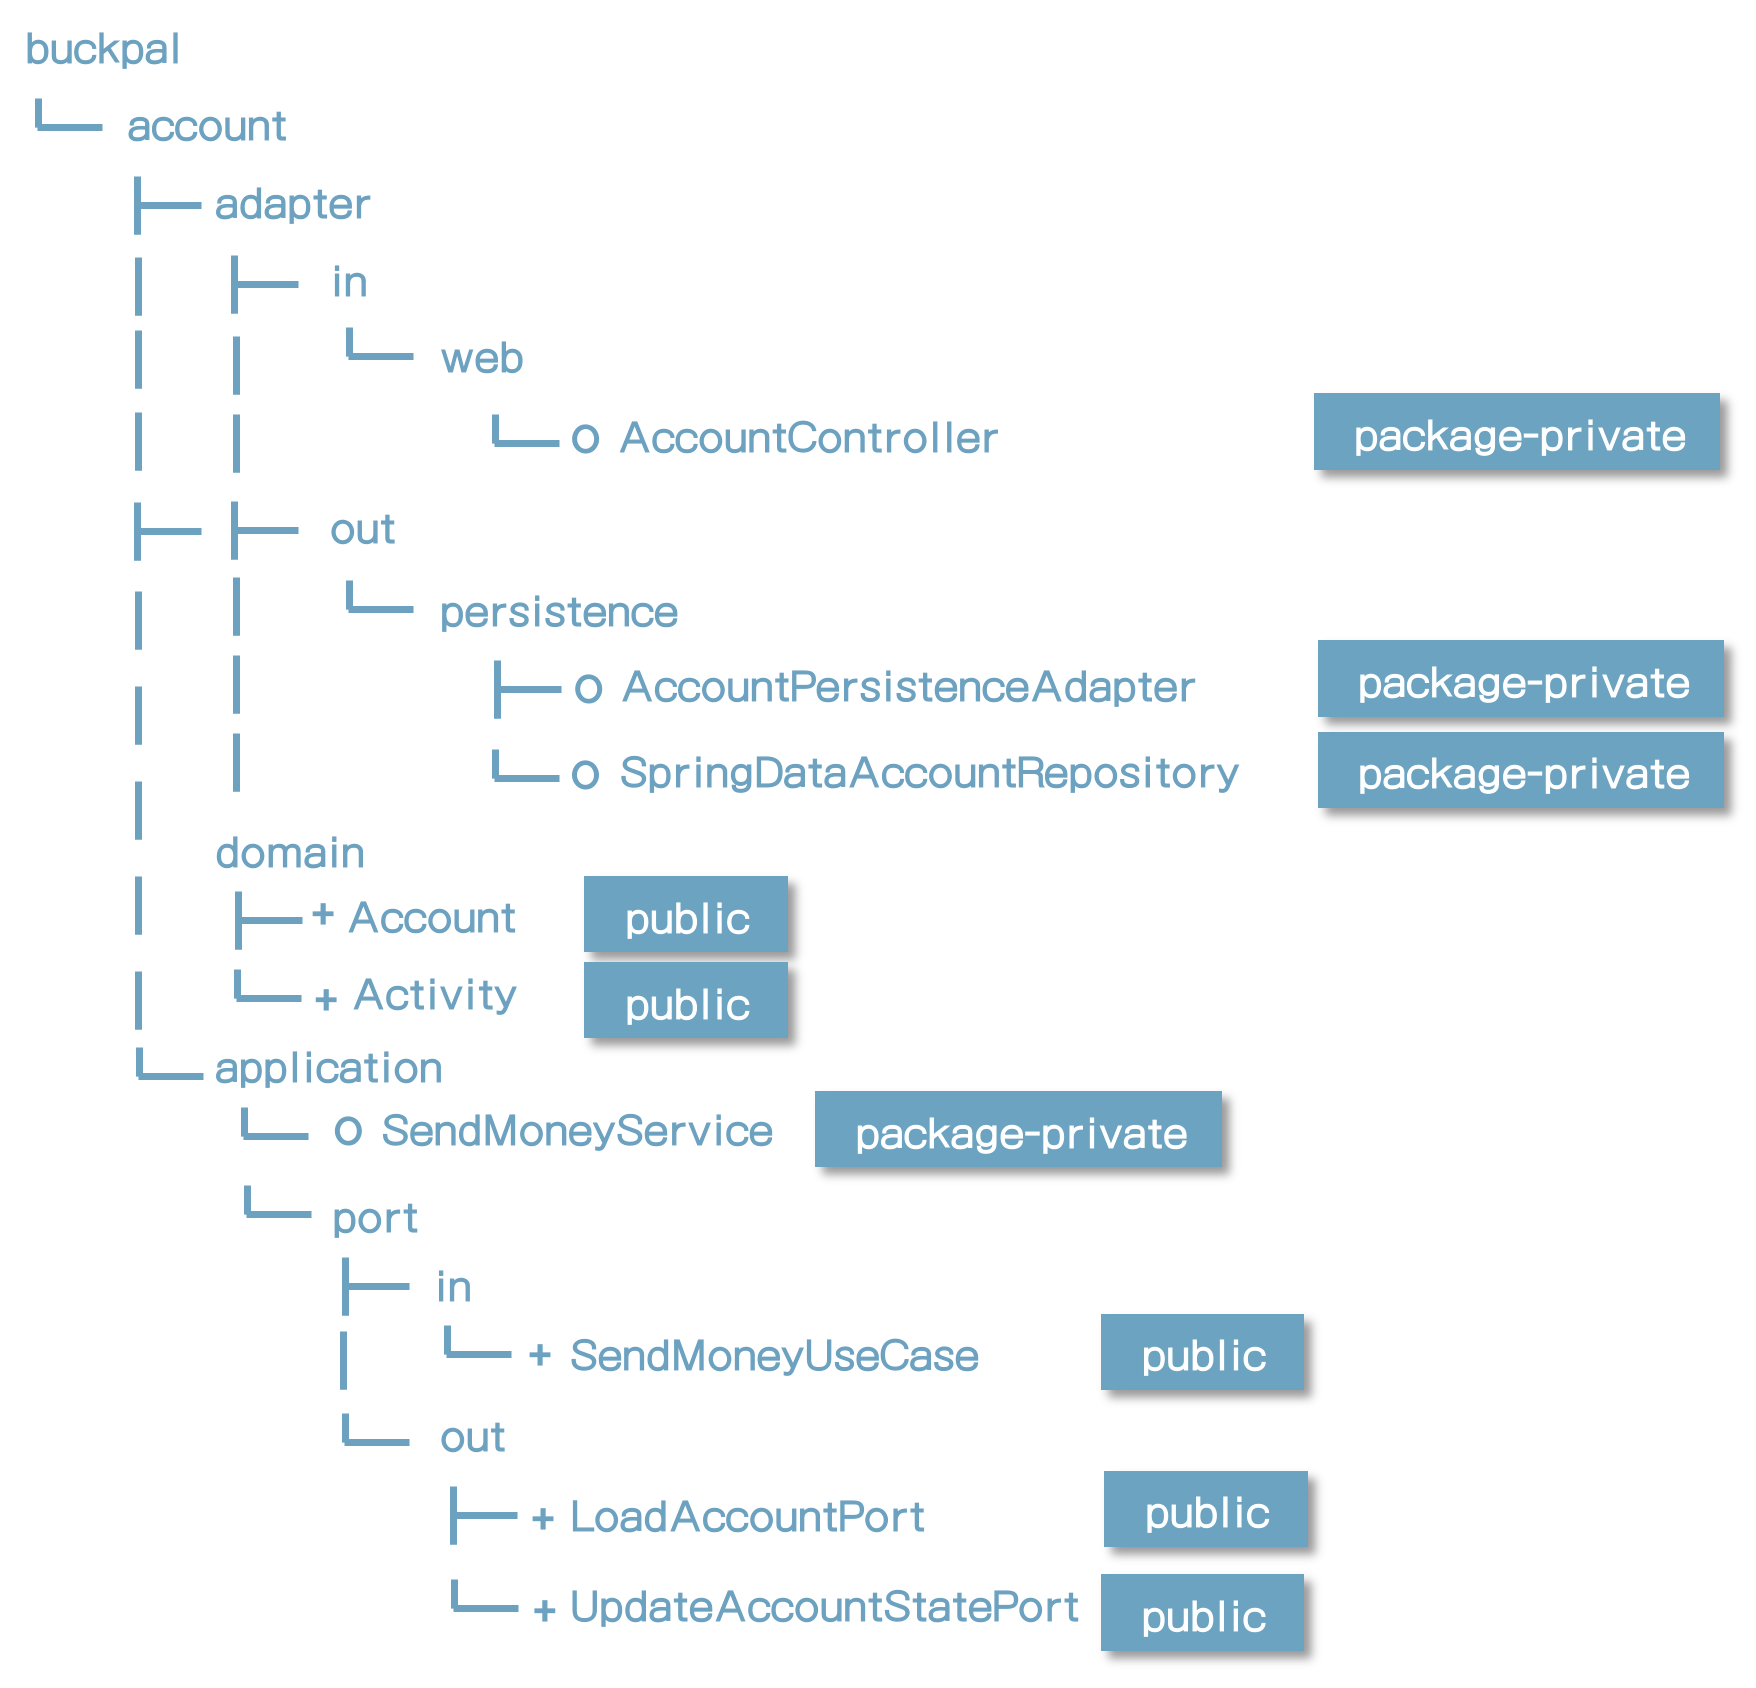 buckpal
account
adapter
in
web
o AccountController package-private
out
persistence
o AccountPersistenceAdapter package-private
o SpringDataAccountRepository package-private
domain
+ Account public
+ Activity public
application
o SendMoneyService package-private
port
in
+ SendMoneyUseCase public
out
+ LoadAccountPort public
+ UpdateAccountStatePort public